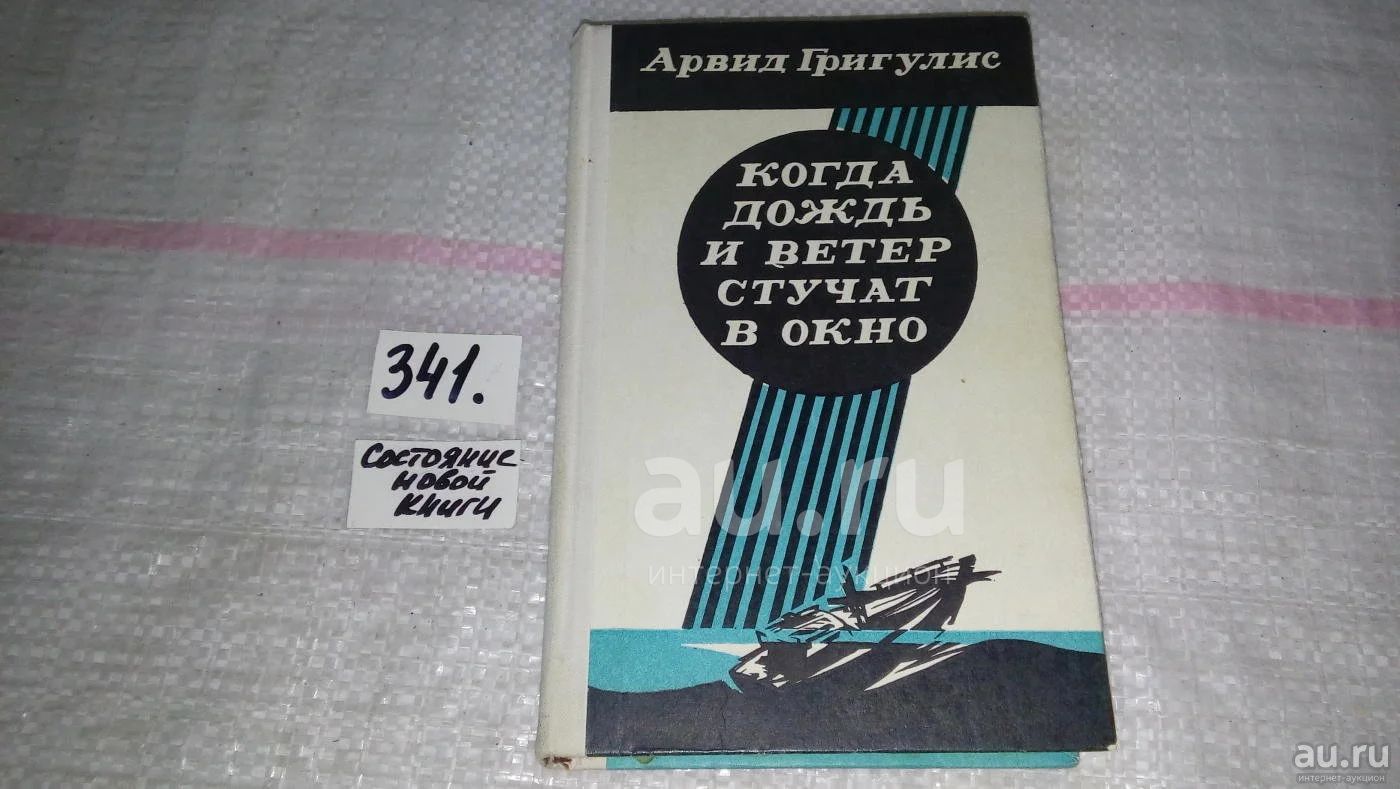 Арвид Григулис
КОГДА
ДОЖДЬ
И ВЕТЕР
СТУЧАТ
В ОКНО
341.
Состояние
новой
книги
au.ru
интернет-аукцион
au.ru
интернет-аукцион